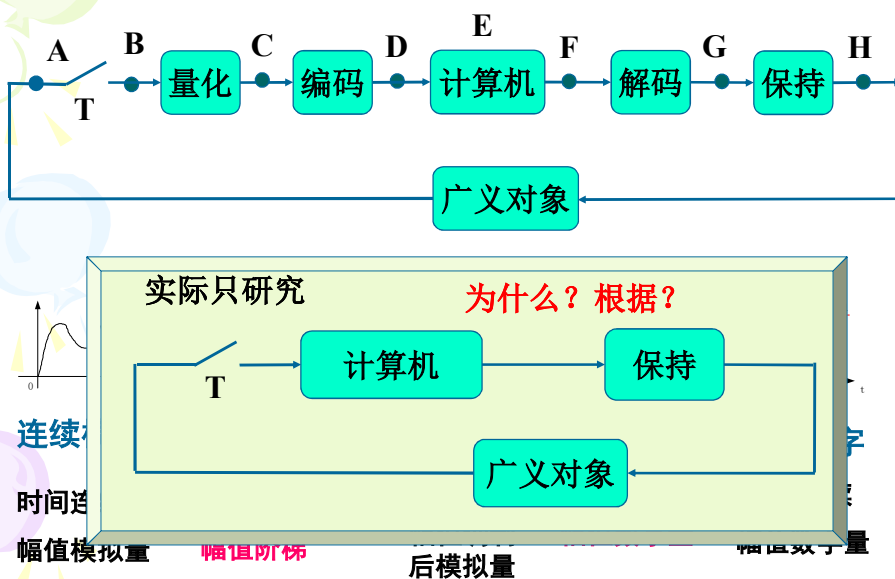 A B C D E F G H
T
量化 编码 计算机 解码 保持
广义对象
实际只研究 为什么？根据？
计算机 保持
T
广义对象
0
t
连续
字
时间连
幅值模拟量 幅值阶梯 幅值数字量
后模拟量